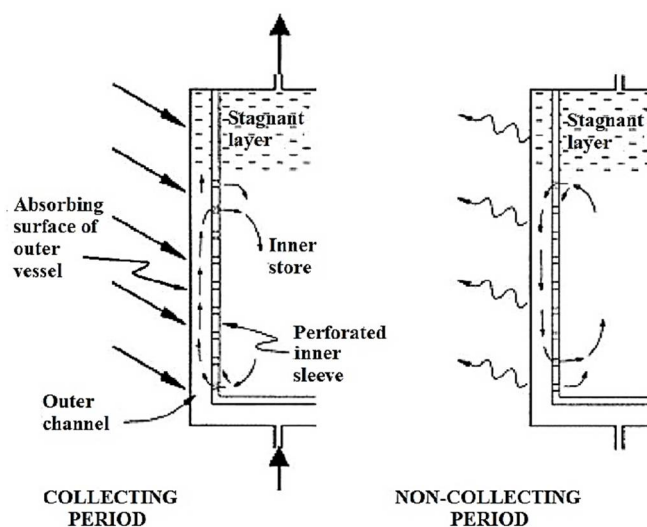 Stagnant
layer
Absorbing
surface of
outer
vessel
Inner
store
Perforated
inner
sleeve
Outer
channel
COLLECTING
PERIOD
Stagnant
layer
NON-COLLECTING
PERIOD